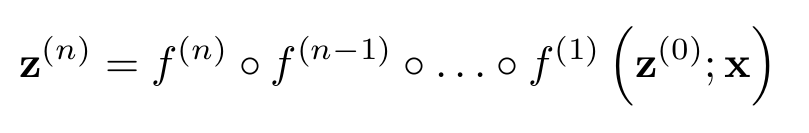 𝐳⁽ⁿ⁾ = f⁽ⁿ⁾ ∘ f⁽ⁿ⁻¹⁾ ∘ … ∘ f⁽¹⁾ (𝐳⁽⁰⁾; 𝐱)